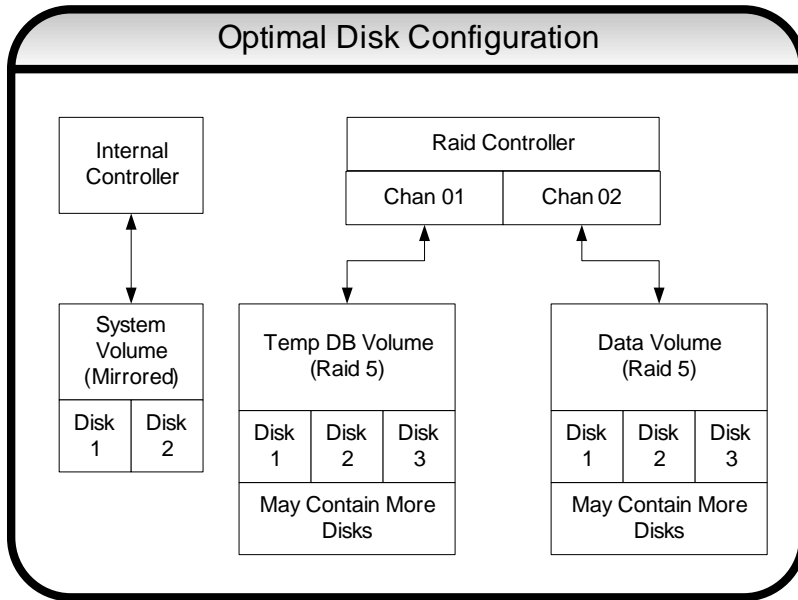 Optimal Disk Configuration
Internal
Controller
Raid Controller
Chan 01
Chan 02
System
Volume
(Mirrored)
Disk
1
Disk
2
Temp DB Volume
(Raid 5)
Disk
1
Disk
2
Disk
3
May Contain More
Disks
Data Volume
(Raid 5)
Disk
1
Disk
2
Disk
3
May Contain More
Disks